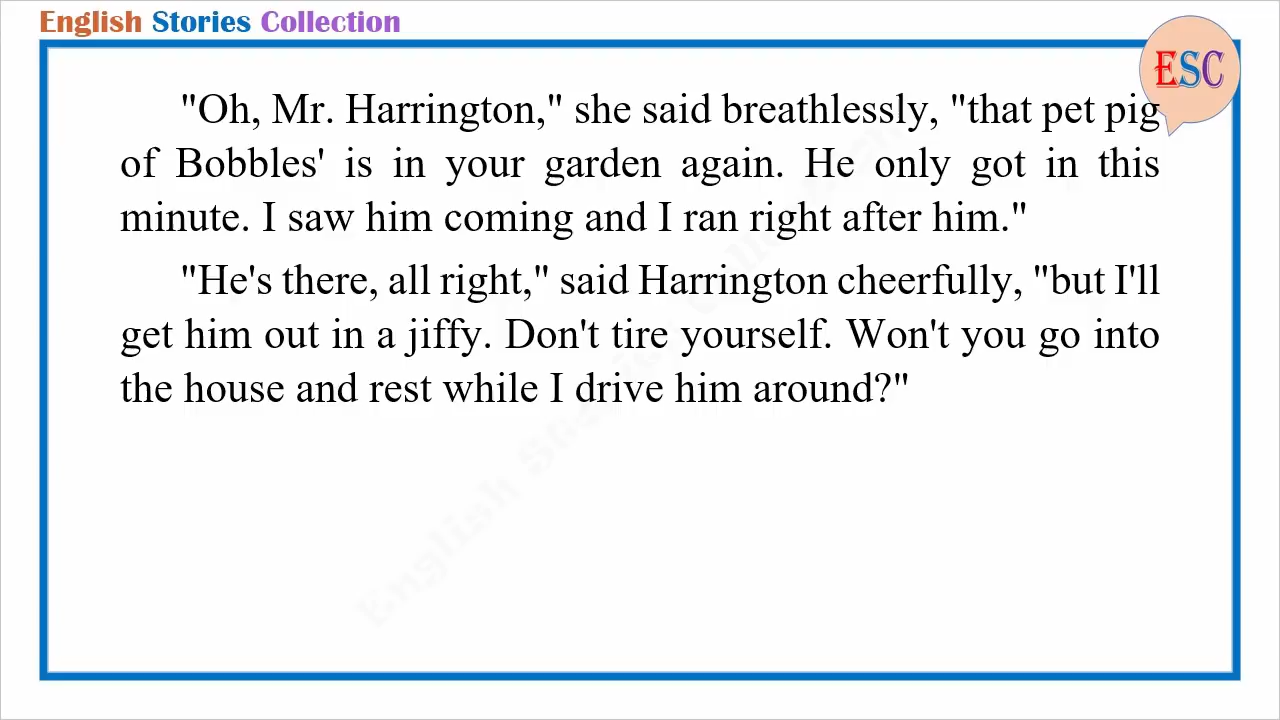 English Stories Collection
ESC
"Oh, Mr. Harrington," she said breathlessly, "that pet pig
of Bobbles' is in your garden again. He only got in this
minute. I saw him coming and I ran right after him."
"He's there, all right," said Harrington cheerfully, "but I'll
get him out in a jiffy. Don't tire yourself. Won't you go into
the house and rest while I drive him around?"
English Stories Collection